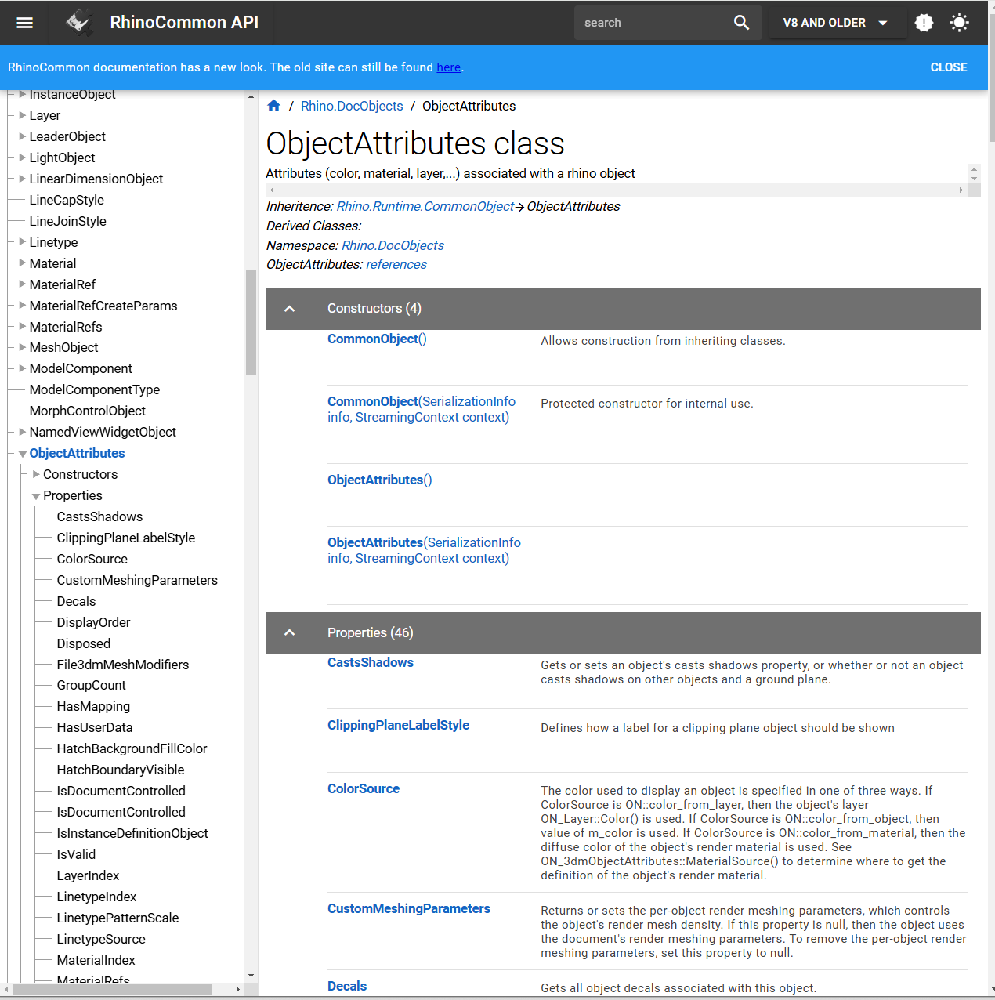 RhinoCommon API
search
V8 AND OLDER
RhinoCommon documentation has a new look. The old site can still be found here.
CLOSE
InstanceObject
Layer
LeaderObject
LightObject
LinearDimensionObject
LineCapStyle
LineJoinStyle
Linetype
Material
MaterialRef
MaterialRefCreateParams
MaterialRefs
MeshObject
ModelComponent
ModelComponentType
MorphControlObject
NamedViewWidgetObject
ObjectAttributes
Constructors
Properties
CastsShadows
ClippingPlaneLabelStyle
ColorSource
CustomMeshingParameters
Decals
DisplayOrder
Disposed
File3dmMeshModifiers
GroupCount
HasMapping
HasUserData
HatchBackgroundFillColor
HatchBoundaryVisible
IsDocumentControlled
IsDocumentControlled
IsInstanceDefinitionObject
IsValid
LayerIndex
LinetypeIndex
LinetypePatternScale
LinetypeSource
MaterialIndex
MaterialRefs
/ Rhino.DocObjects / ObjectAttributes
ObjectAttributes class
Attributes (color, material, layer,...) associated with a rhino object
Inheritence: Rhino.Runtime.CommonObject→ObjectAttributes
Derived Classes:
Namespace: Rhino.DocObjects
ObjectAttributes: references
Constructors (4)
CommonObject()
Allows construction from inheriting classes.
CommonObject(SerializationInfo
info, StreamingContext context)
Protected constructor for internal use.
ObjectAttributes()
ObjectAttributes(SerializationInfo
info, StreamingContext context)
Properties (46)
CastsShadows
Gets or sets an object's casts shadows property, or whether or not an object
casts shadows on other objects and a ground plane.
ClippingPlaneLabelStyle
Defines how a label for a clipping plane object should be shown
ColorSource
The color used to display an object is specified in one of three ways. If
ColorSource is ON::color_from_layer, then the object's layer
ON_Layer::Color() is used. If ColorSource is ON::color_from_object, then
value of m_color is used. If ColorSource is ON::color_from_material, then the
diffuse color of the object's render material is used. See
ON_3dmObjectAttributes::MaterialSource() to determine where to get the
definition of the object's render material.
CustomMeshingParameters
Returns or sets the per-object render meshing parameters, which controls
the object's render mesh density. If this property is null, then the object uses
the document's render meshing parameters. To remove the per-object render
meshing parameters, set this property to null.
Decals
Gets all object decals associated with this object.